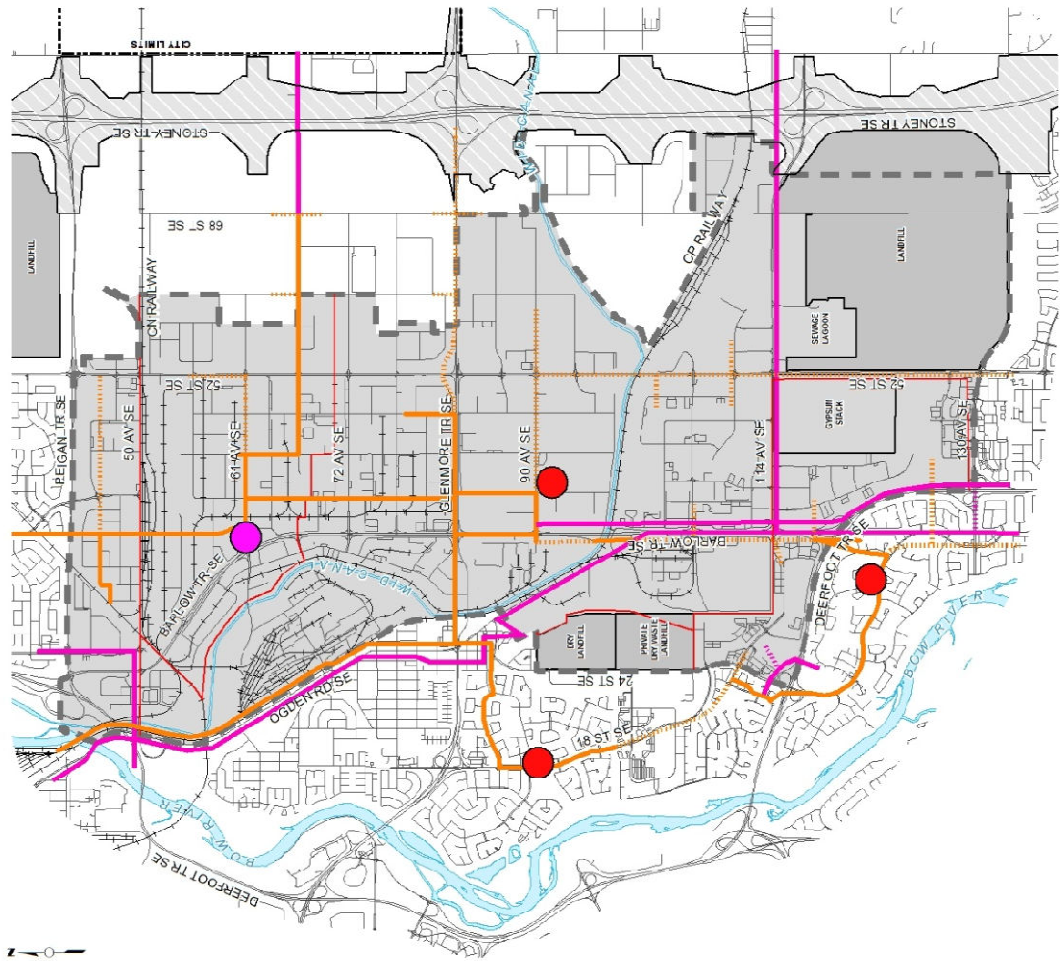 CITY LIMITS
WID CANAL
STONEY TR SE
STONEY TR SE
68 ST SE
CP RAILWAY
LANDFILL
LANDFILL
CN RAILWAY
SEWAGE
LAGOON
52 ST SE
52 ST SE
PEIGAN TR SE
50 AV SE
61 AV SE
72 AV SE
GLENMORE TR SE
90 AV SE
114 AV SE
GYPSUM
STACK
130 AV SE
BARLOW TR SE
BARLOW TR SE
WID CANAL
DEERFOOT TR SE
DRY
LANDFILL
PRIVATE
DRY WASTE
LANDFILL
24 ST SE
OGDEN RD SE
BOW RIVER
18 ST SE
BOW RIVER
DEERFOOT TR SE
N